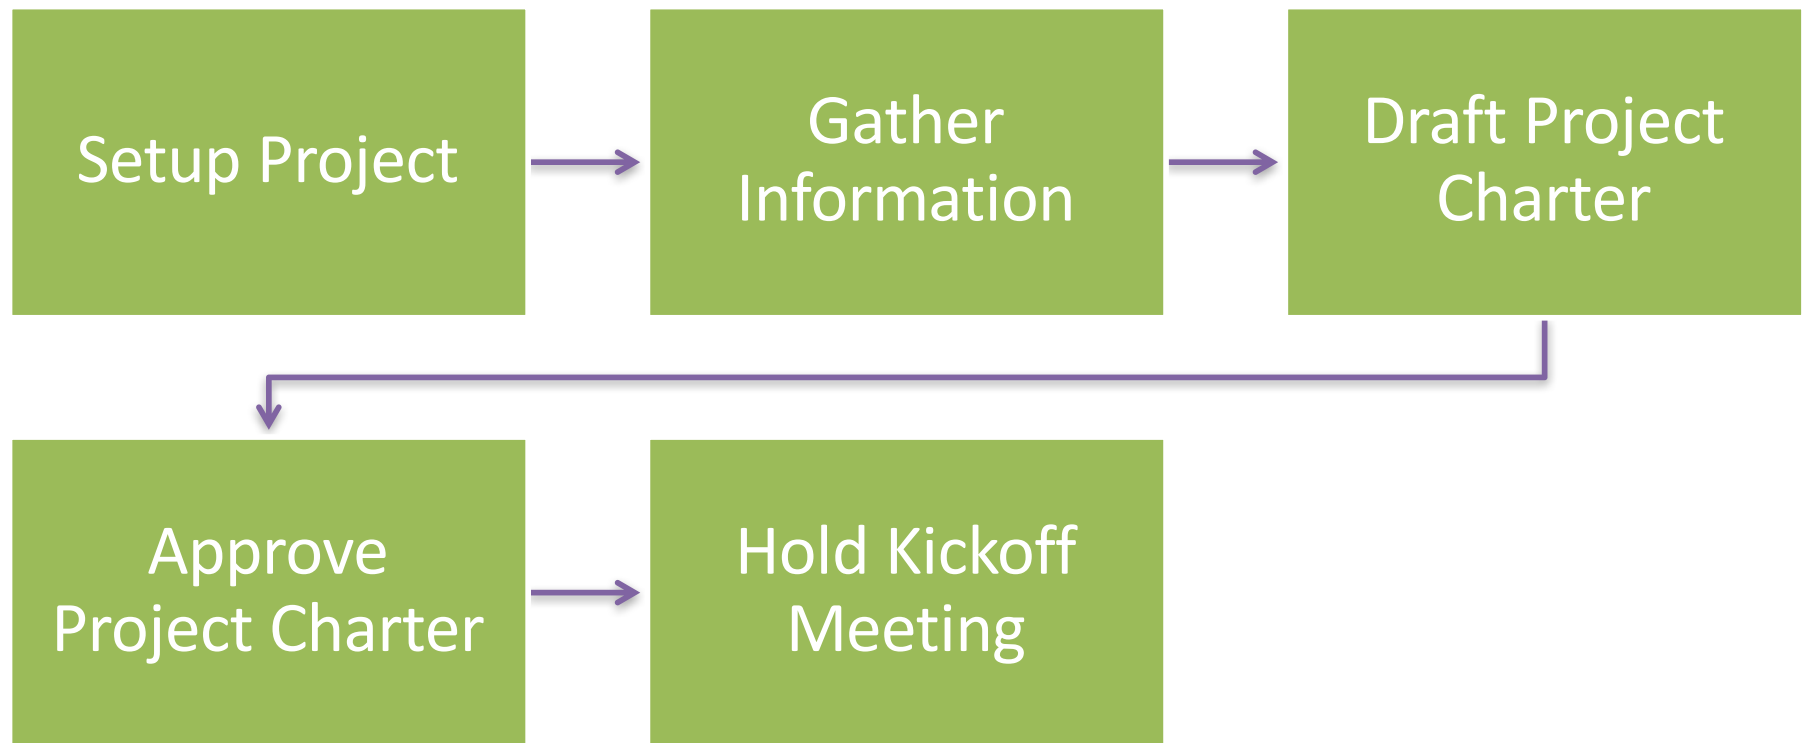 Setup Project
Gather
Information
Draft Project
Charter
Approve
Project Charter
Hold Kickoff
Meeting